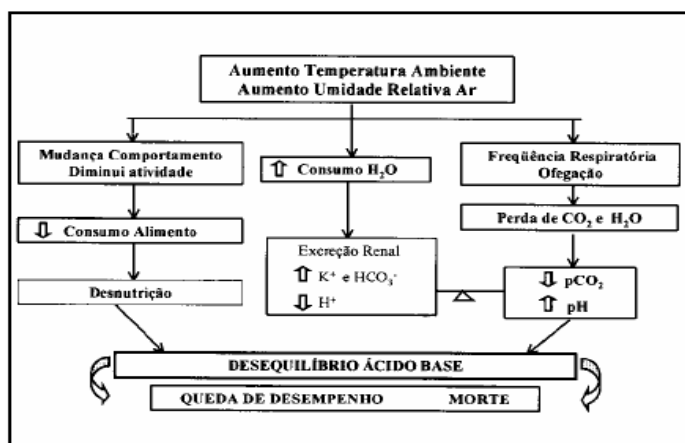 Aumento Temperatura Ambiente
Aumento Umidade Relativa Ar
Mudança Comportamento
Diminui atividade
⇧ Consumo H₂O
Freqüência Respiratória
Ofegação
⇩ Consumo Alimento
Perda de CO₂ e H₂O
Desnutrição
Excreção Renal
⇧ K⁺ e HCO₃⁻
⇩ H⁺
⇩ pCO₂
⇧ pH
DESEQUILÍBRIO ÁCIDO BASE
QUEDA DE DESEMPENHO MORTE